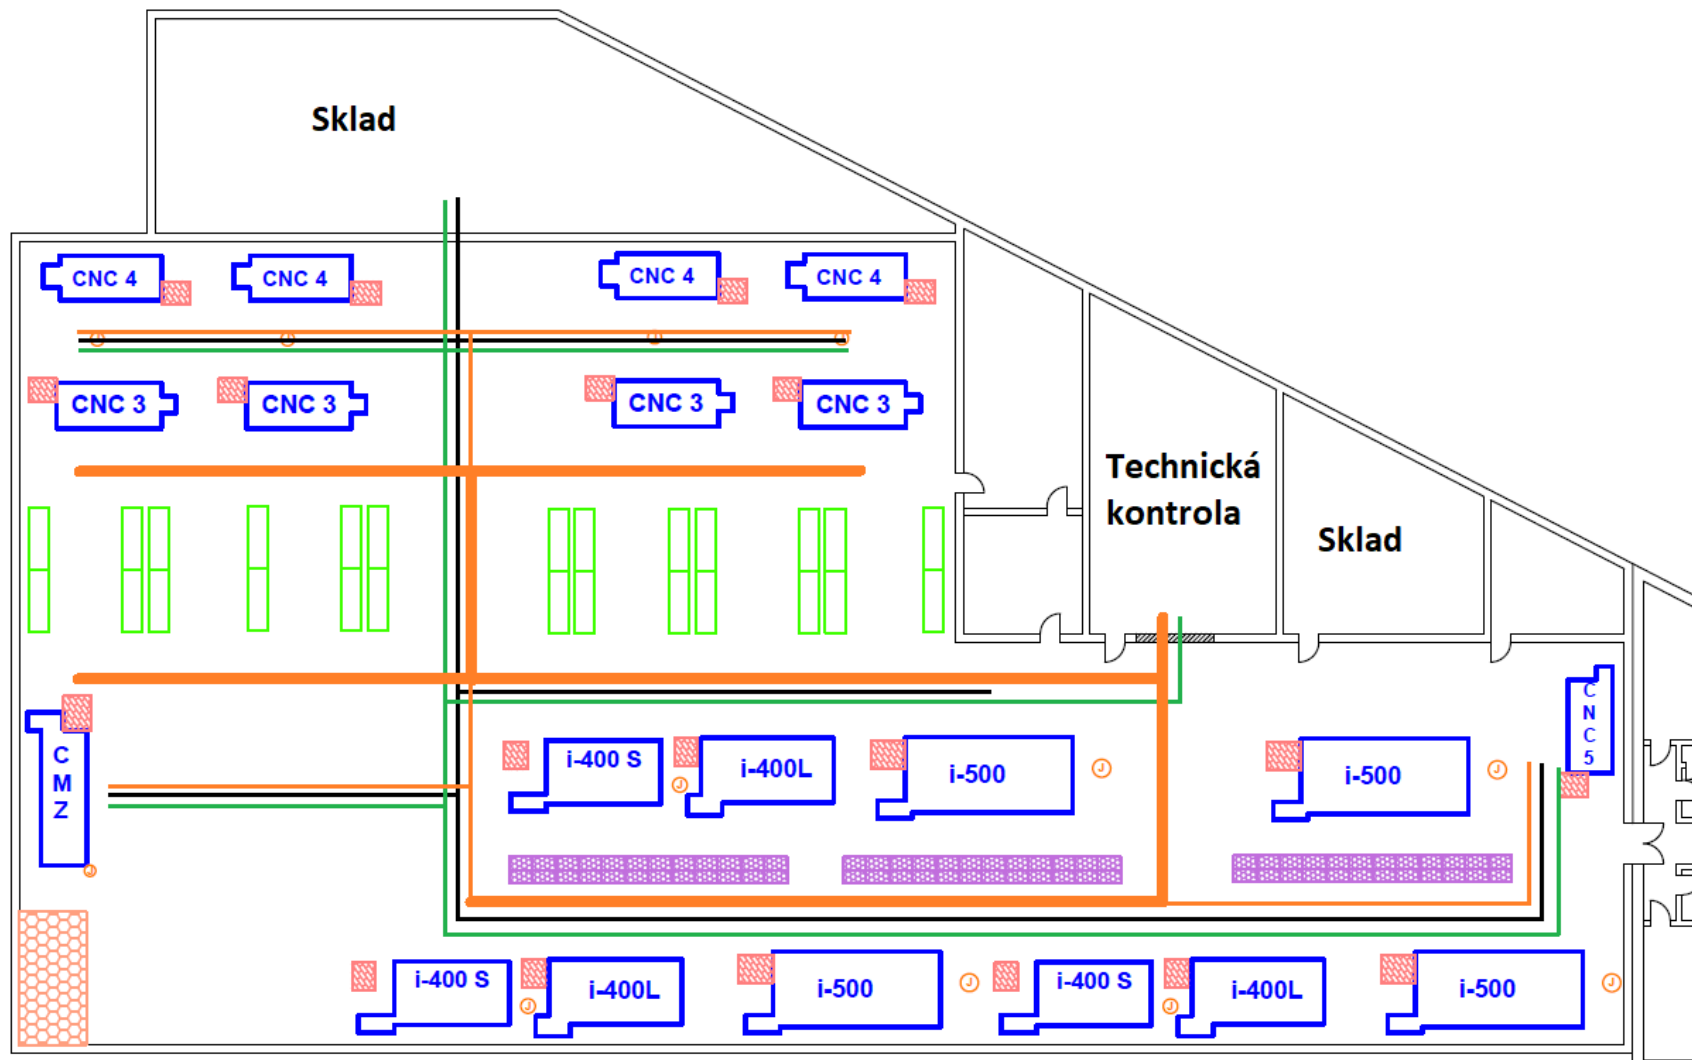 Sklad
CNC 4
CNC 4
CNC 4
CNC 4
J
J
J
J
CNC 3
CNC 3
CNC 3
CNC 3
Technická
kontrola
Sklad
C
N
C
5
C
M
Z
J
i-400 S
i-400L
J
i-500
J
i-500
J
i-400 S
i-400L
J
i-500
J
i-400 S
i-400L
J
i-500
J